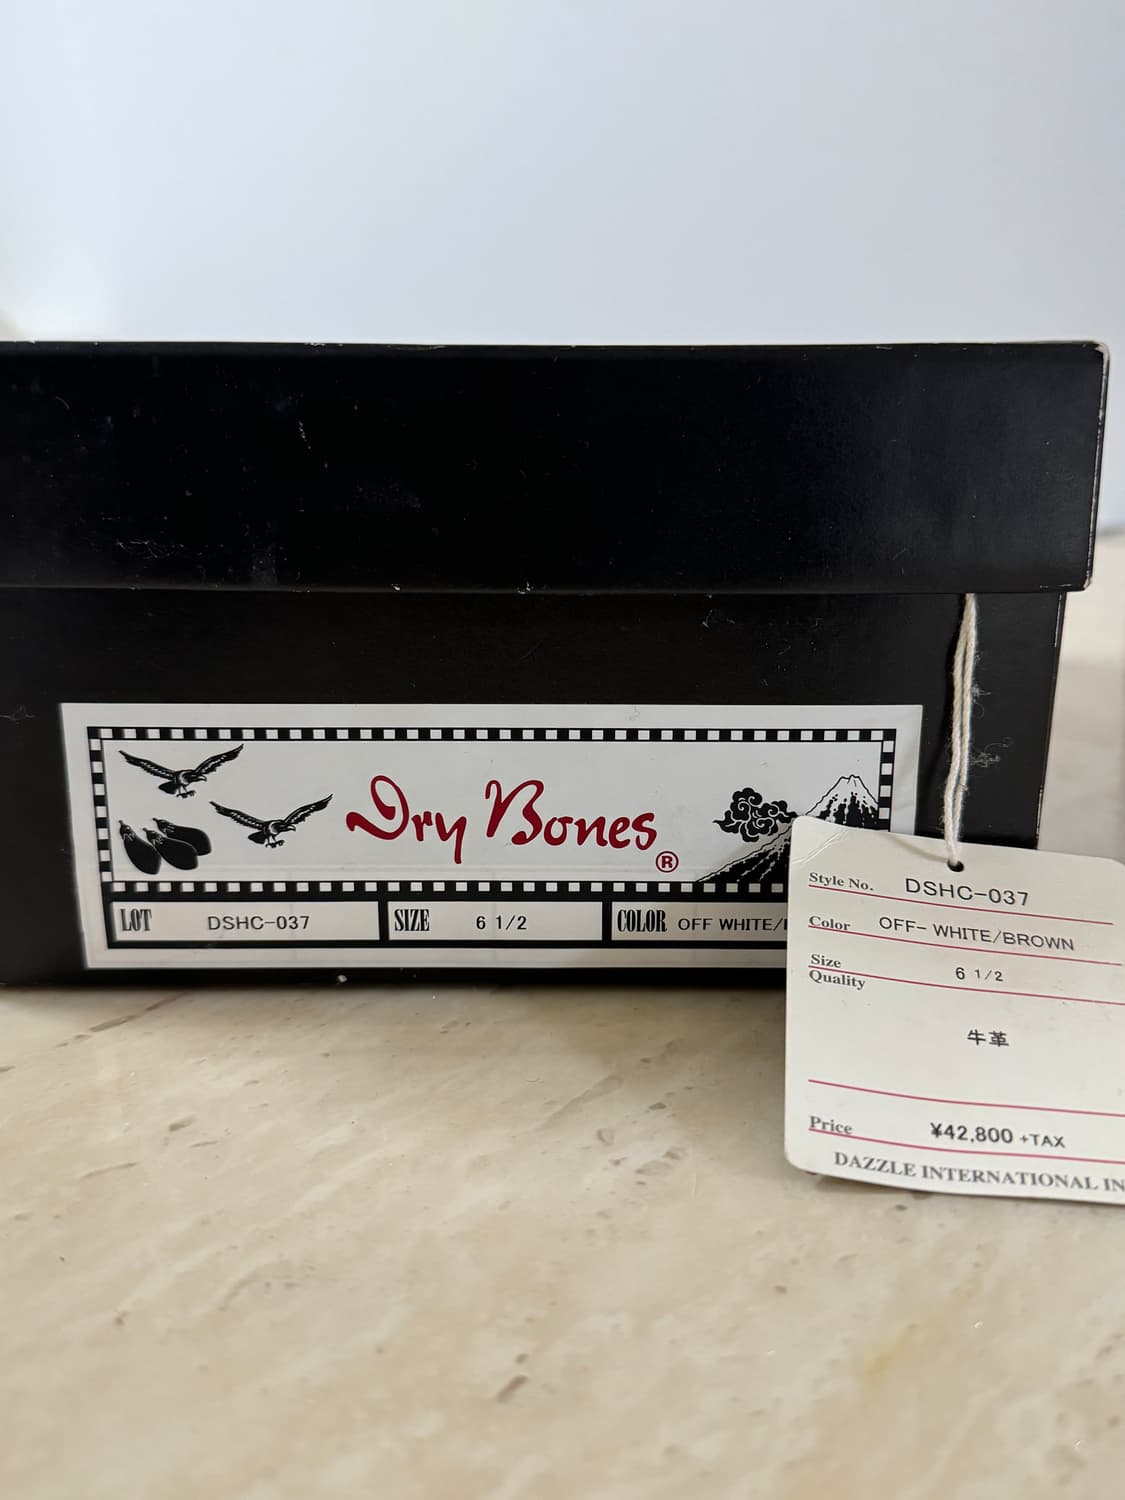 Dry Bones ®
LOT DSHC-037 SIZE 6 1/2 COLOR OFF WHITE/
Style No. DSHC-037
Color OFF- WHITE/BROWN
Size 6 1/2
Quality
牛革
Price ¥42,800 +TAX
DAZZLE INTERNATIONAL IN